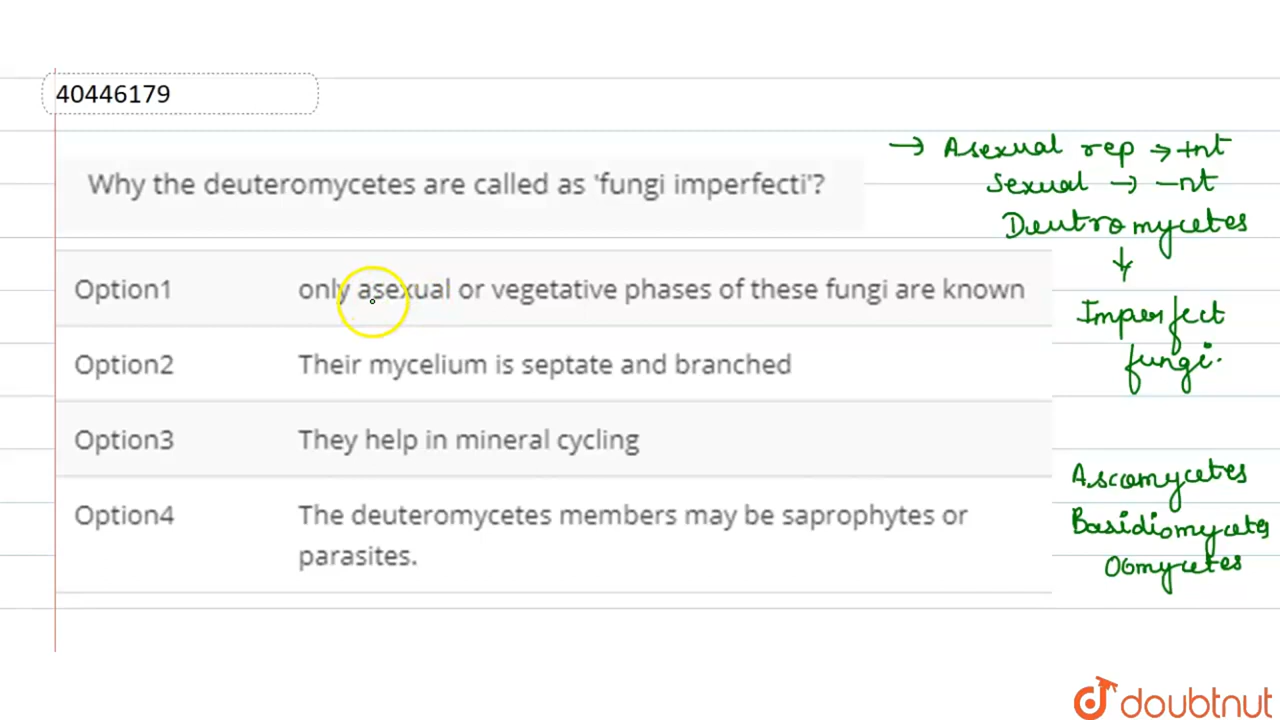 40446179
Why the deuteromycetes are called as 'fungi imperfecti'?
Option1 only asexual or vegetative phases of these fungi are known
Option2 Their mycelium is septate and branched
Option3 They help in mineral cycling
Option4 The deuteromycetes members may be saprophytes or
parasites.
→ Asexual rep → +nt
Sexual → -nt
Deutromycetes
↓
Imperfect
fungi.
Ascomycetes
Basidiomycetes
Oomycetes
doubtnut